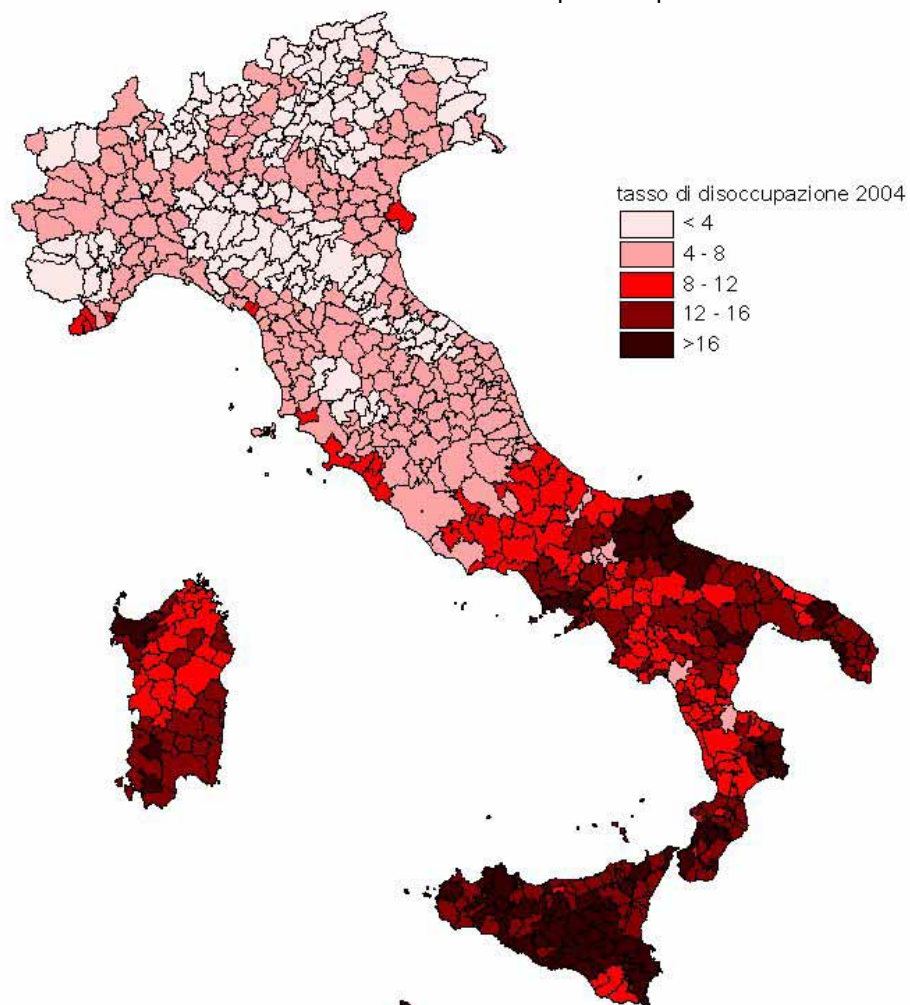 tasso di disoccupazione 2004
< 4
4 - 8
8 - 12
12 - 16
>16